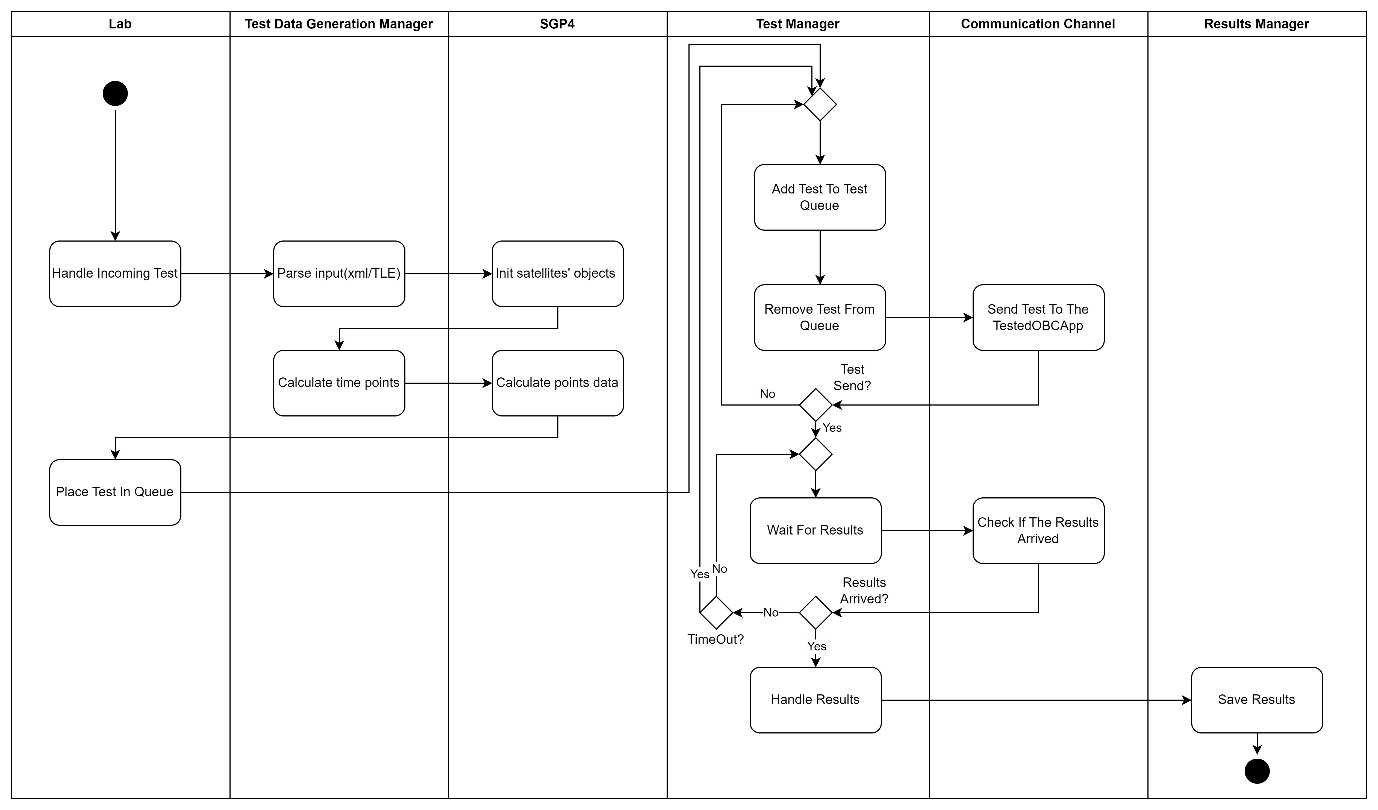 Lab
Test Data Generation Manager
SGP4
Test Manager
Communication Channel
Results Manager
Add Test To Test
Queue
Handle Incoming Test
Parse input(xml/TLE)
Init satellites' objects
Remove Test From
Queue
Send Test To The
TestedOBCApp
Calculate time points
Calculate points data
Test
Send?
No
Yes
Place Test In Queue
Wait For Results
Check If The Results
Arrived
Yes
No
Results
Arrived?
No
TimeOut?
Yes
Handle Results
Save Results